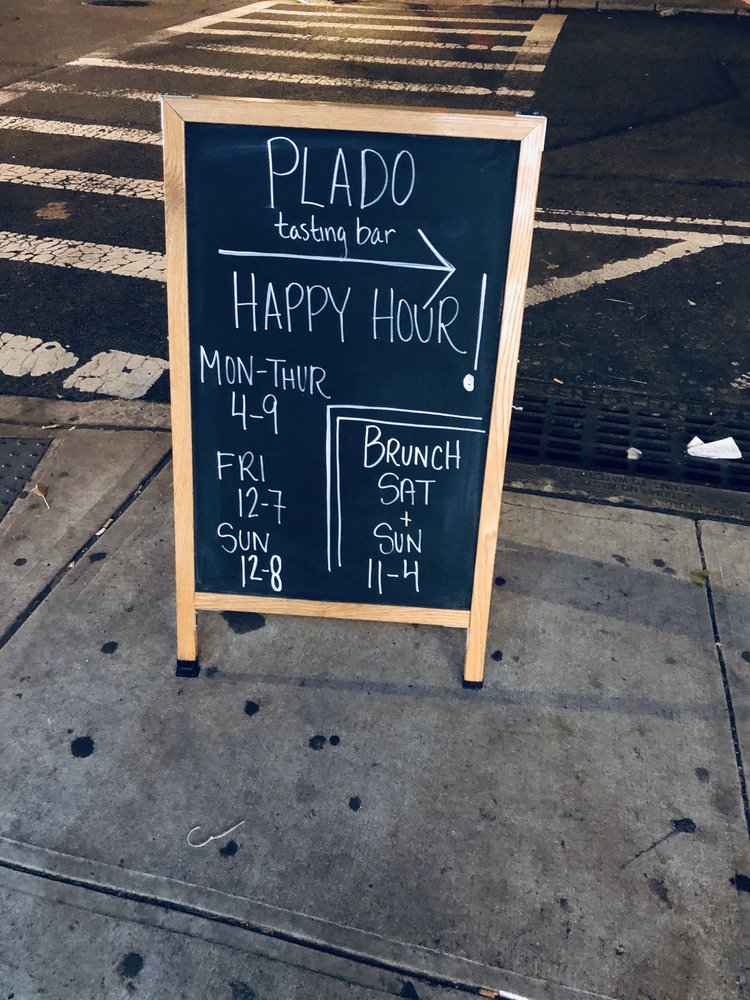 PLADO
tasting bar
HAPPY HOUR!
MON-THUR
4-9
FRI
12-7
SUN
12-8
BRUNCH
SAT
+
SUN
11-4